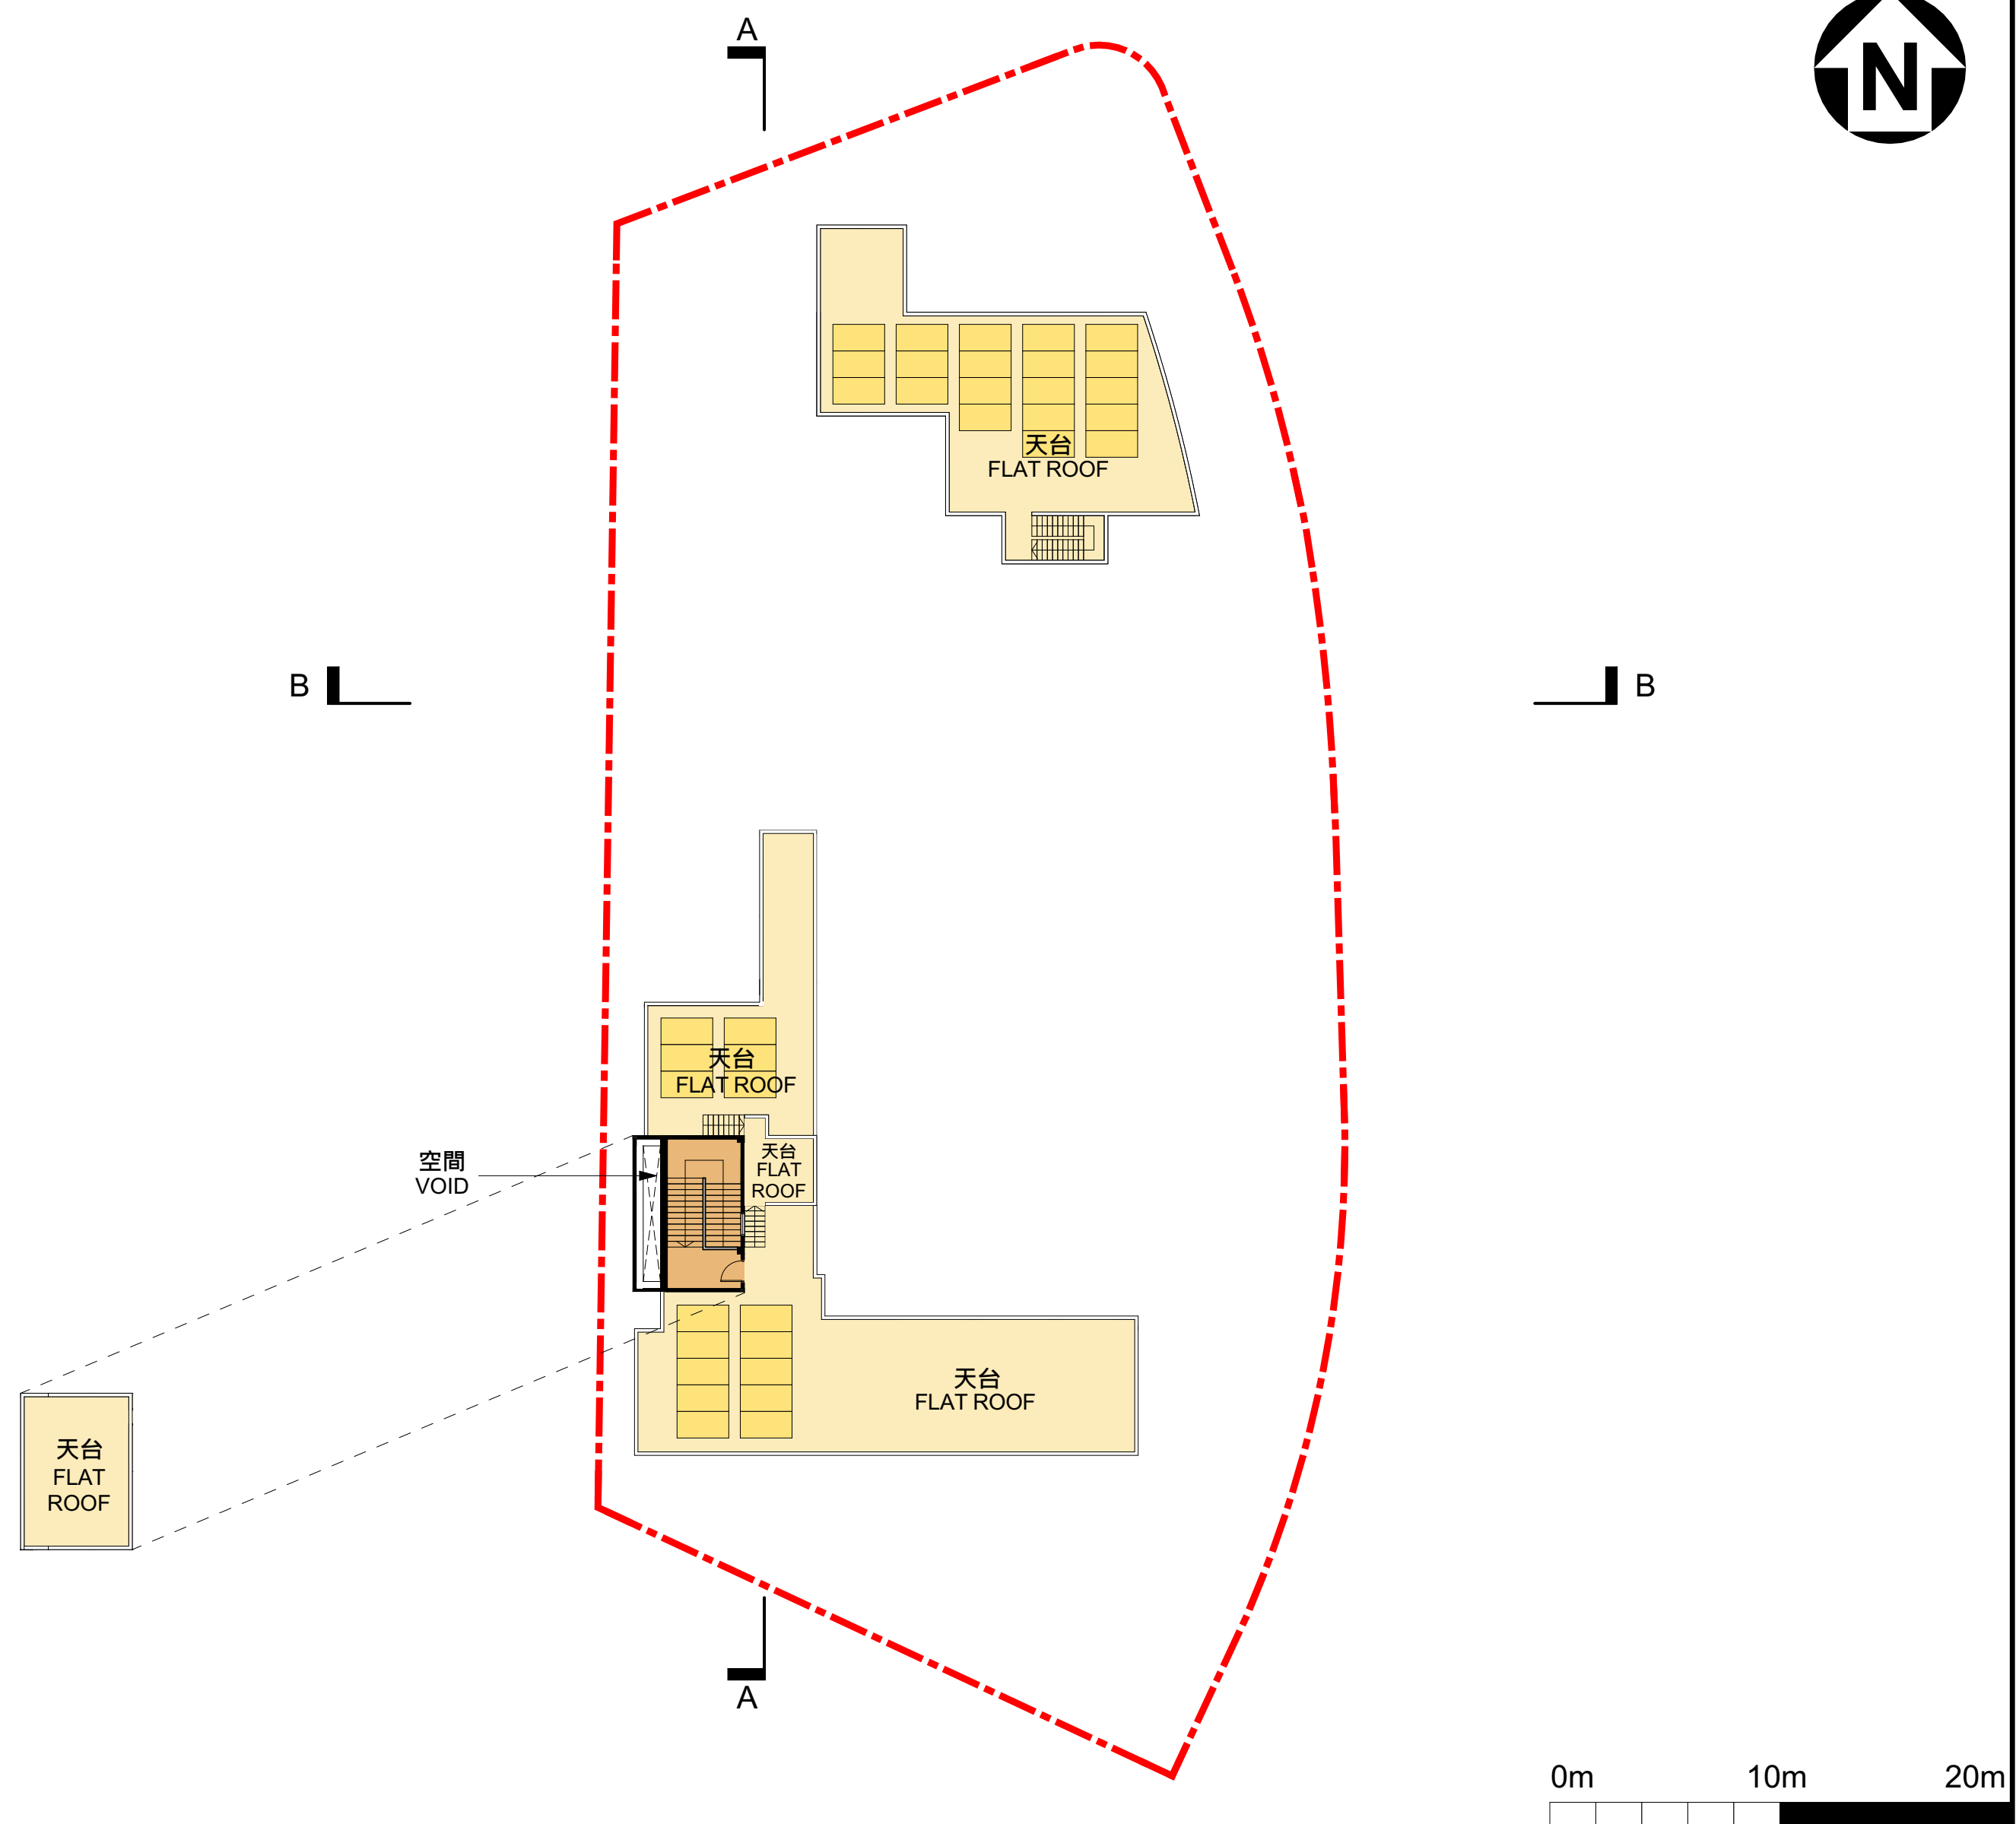 A
N
天台
FLAT ROOF
B
B
天台
FLAT ROOF
空間
VOID
天台
FLAT
ROOF
天台
FLAT ROOF
天台
FLAT
ROOF
A
0m 10m 20m